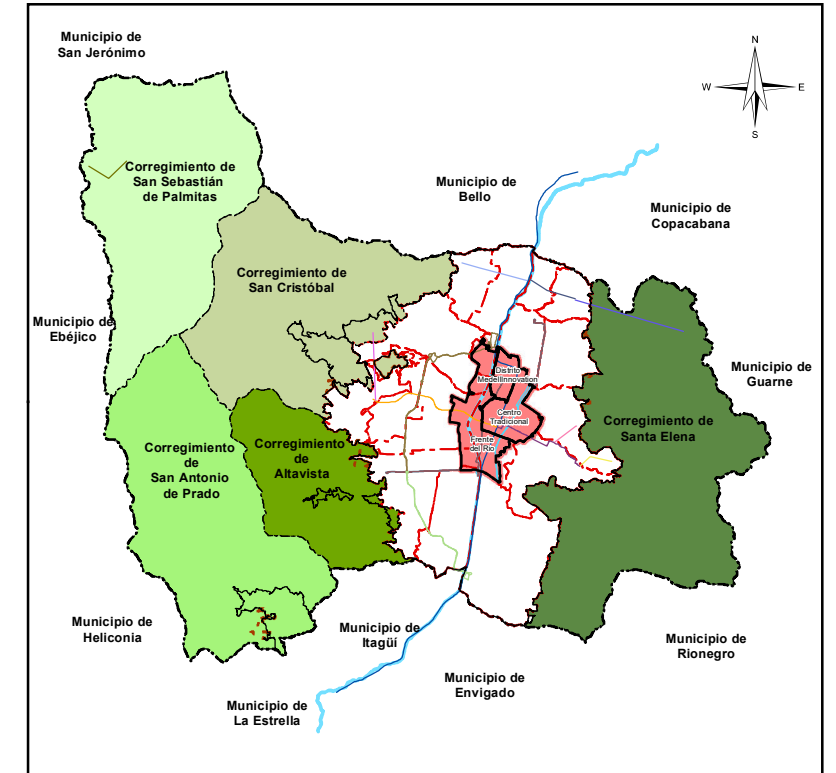 Municipio de
San Jerónimo
N
W
E
S
Corregimiento de
San Sebastián
de Palmitas
Municipio de
Bello
Municipio de
Copacabana
Corregimiento de
San Cristóbal
Municipio de
Ebéjico
Municipio de
Guarne
Distrito
Medellinnovation
Centro
Tradicional
Frente
del Río
Corregimiento de
Santa Elena
Corregimiento
de
San Antonio
de Prado
Corregimiento
de
Altavista
Municipio de
Heliconia
Municipio de
Itagüí
Municipio de
Rionegro
Municipio de
Envigado
Municipio de
La Estrella